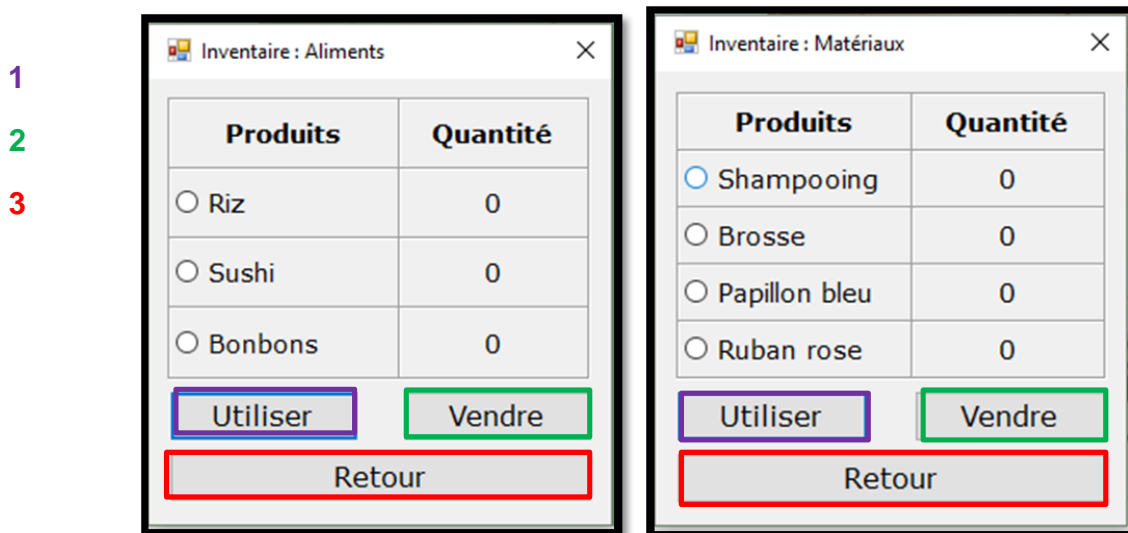 1
2
3
Inventaire : Aliments
Produits Quantité
Riz 0
Sushi 0
Bonbons 0
Utiliser Vendre
Retour
Inventaire : Matériaux
Produits Quantité
Shampooing 0
Brosse 0
Papillon bleu 0
Ruban rose 0
Utiliser Vendre
Retour